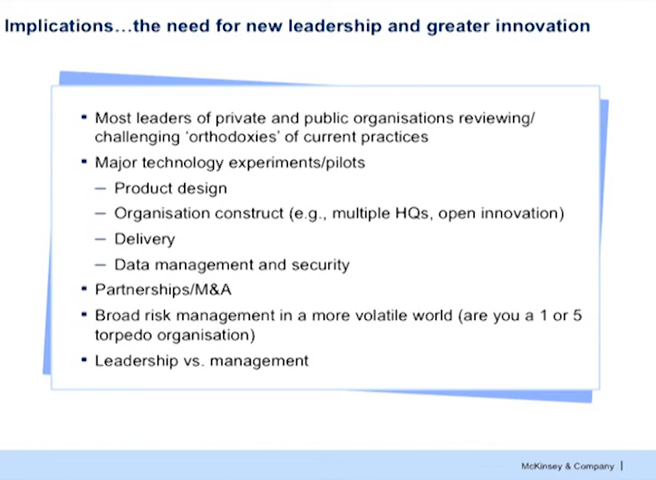 Implications...the need for new leadership and greater innovation
▪ Most leaders of private and public organisations reviewing/
challenging 'orthodoxies' of current practices
▪ Major technology experiments/pilots
– Product design
– Organisation construct (e.g., multiple HQs, open innovation)
– Delivery
– Data management and security
▪ Partnerships/M&A
▪ Broad risk management in a more volatile world (are you a 1 or 5
torpedo organisation)
▪ Leadership vs. management
McKinsey & Company |